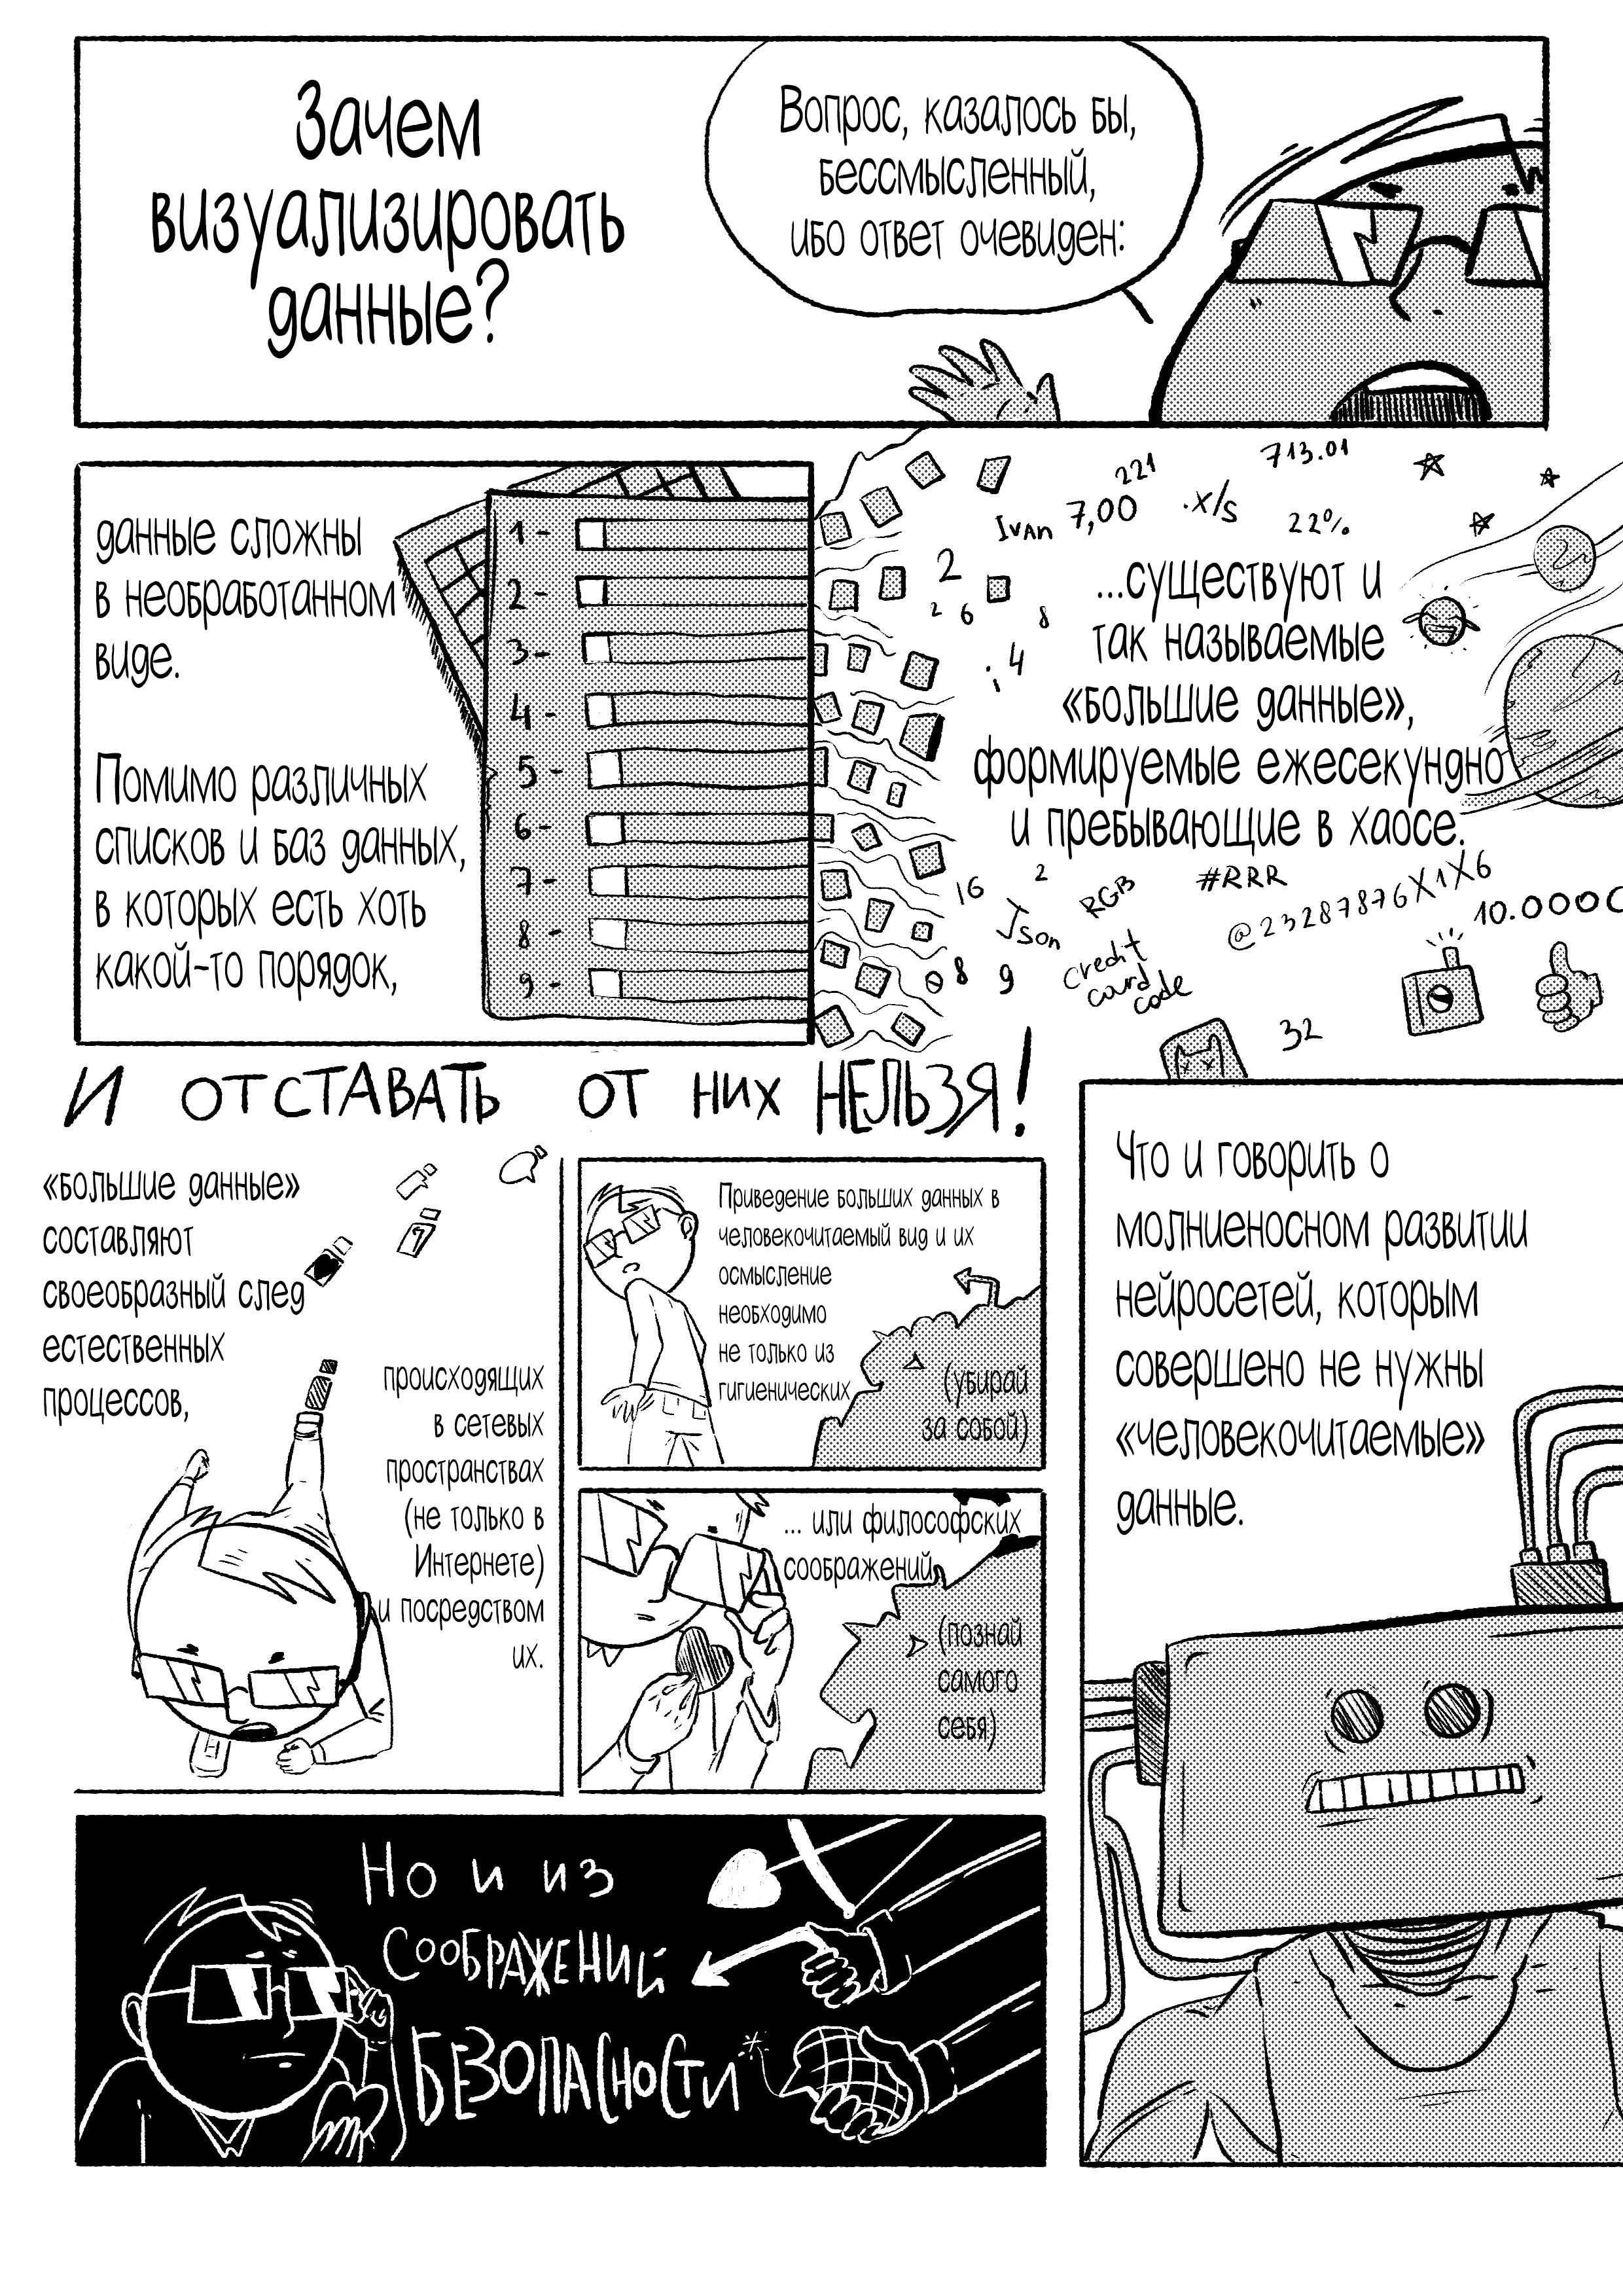 Зачем
визуализировать
данные?
Вопрос, казалось бы,
бессмысленный,
ибо ответ очевиден:
данные сложны
в необработанном
виде.
Помимо различных
списков и баз данных,
в которых есть хоть
какой-то порядок,
1-
2-
3-
4-
5-
6-
7-
8-
9-
713.01
221
Ivan 7,00 .x/s 22%
2
2 6 8
4
i
...существуют и
так называемые
«большие данные»,
формируемые ежесекундно
и пребывающие в хаосе.
16 2 RGB #RRR
@23287876X1X6
10.0000
Json
8 9
credit
card
code
32
И отставать от них нельзя!
«большие данные»
составляют
своеобразный след
естественных
процессов,
происходящих
в сетевых
пространствах
(не только в
Интернете)
и посредством
их.
Приведение больших данных в
человекочитаемый вид и их
осмысление
необходимо
не только из
гигиенических
(убирай
за собой)
... или философских
соображений,
(познай
самого
себя)
Что и говорить о
молниеносном развитии
нейросетей, которым
совершено не нужны
«человекочитаемые»
данные.
Но и из
соображений
безопасности*